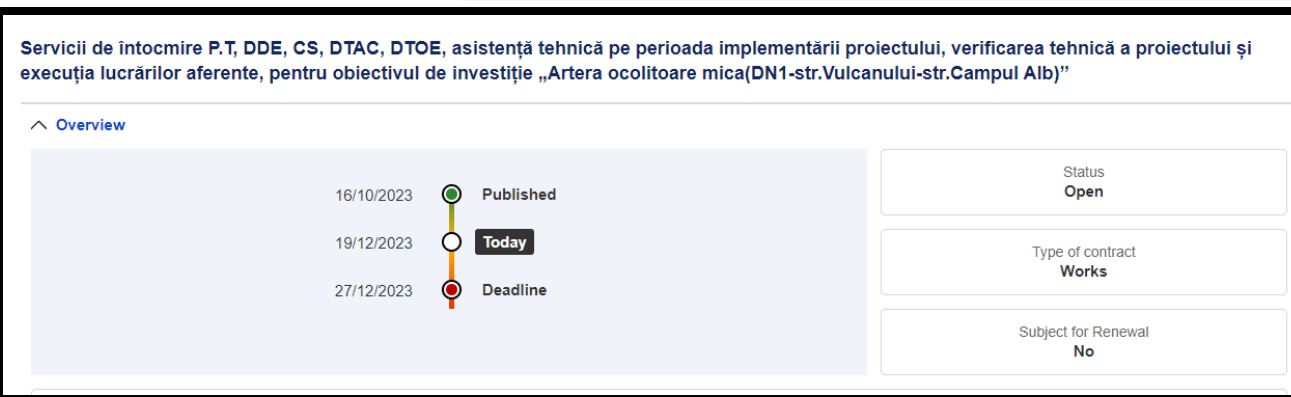 Servicii de întocmire P.T, DDE, CS, DTAC, DTOE, asistență tehnică pe perioada implementării proiectului, verificarea tehnică a proiectului și
execuția lucrărilor aferente, pentru obiectivul de investiție „Artera ocolitoare mica(DN1-str.Vulcanului-str.Campul Alb)”
Overview
16/10/2023 Published
19/12/2023 Today
27/12/2023 Deadline
Status
Open
Type of contract
Works
Subject for Renewal
No